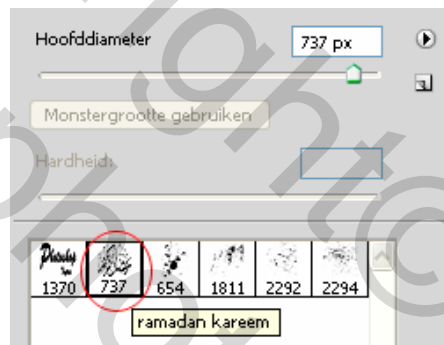 Hoofddiameter 737 px
Monstergrootte gebruiken
Hardheid:
1370 737 654 1811 2292 2294
ramadan kareem